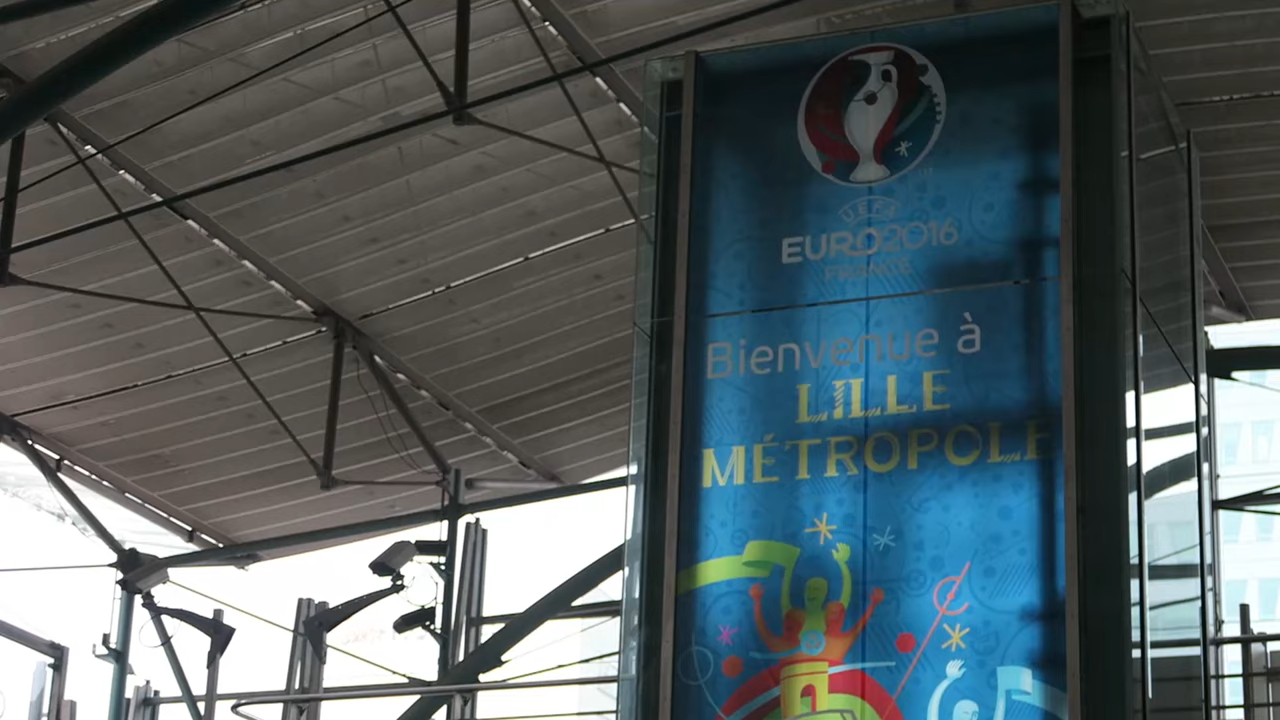 UEFA
EURO2016
FRANCE
Bienvenue à
LILLE
MÉTROPOLE